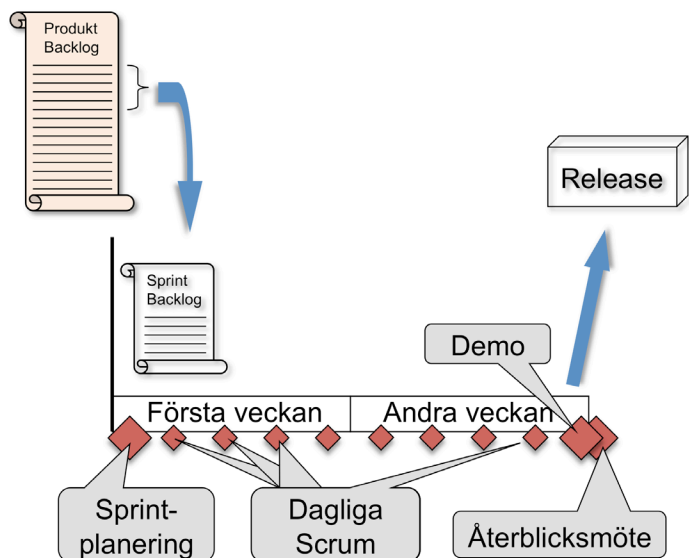 Produkt
Backlog
Release
Sprint
Backlog
Demo
Första veckan
Andra veckan
Sprint-
planering
Dagliga
Scrum
Återblicksmöte